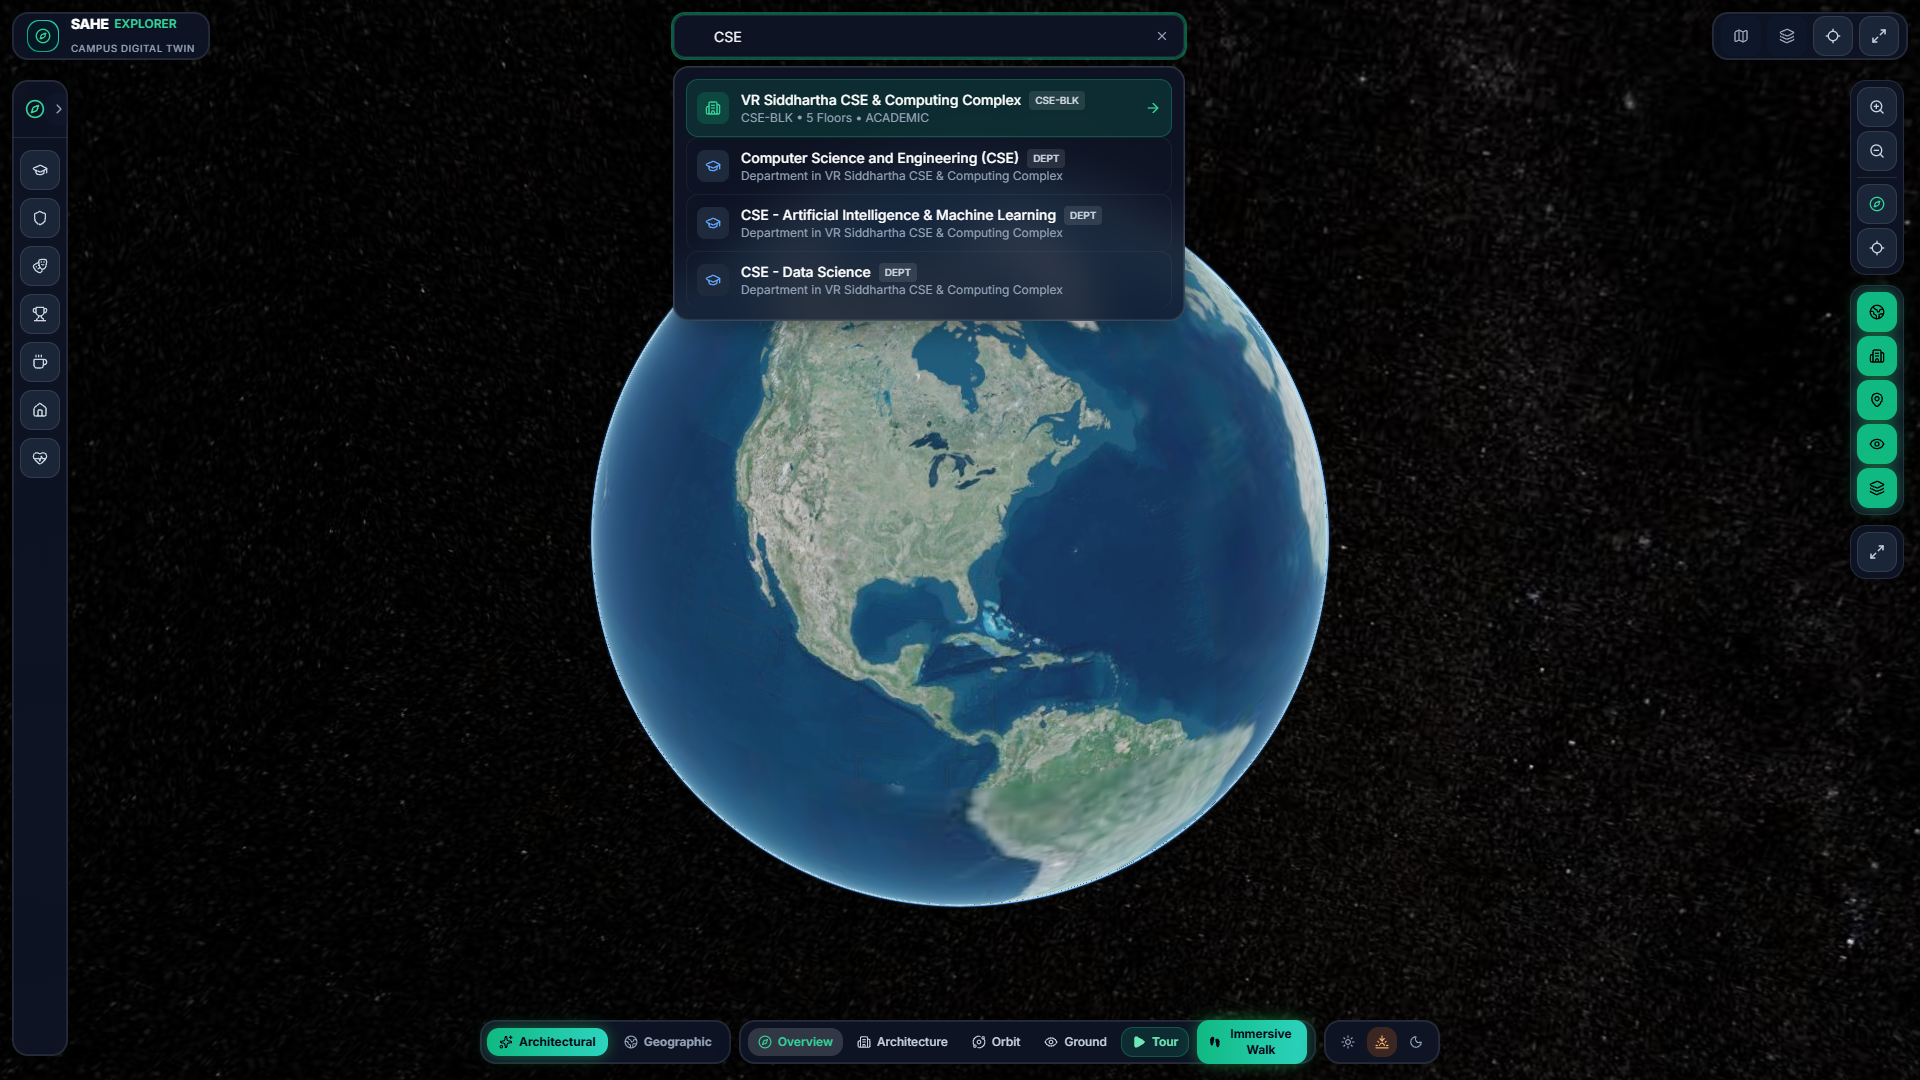 SAHE EXPLORER
CAMPUS DIGITAL TWIN
CSE
VR Siddhartha CSE & Computing Complex CSE-BLK
CSE-BLK • 5 Floors • ACADEMIC
Computer Science and Engineering (CSE) DEPT
Department in VR Siddhartha CSE & Computing Complex
CSE - Artificial Intelligence & Machine Learning DEPT
Department in VR Siddhartha CSE & Computing Complex
CSE - Data Science DEPT
Department in VR Siddhartha CSE & Computing Complex
Architectural Geographic Overview Architecture Orbit Ground Tour Immersive
Walk